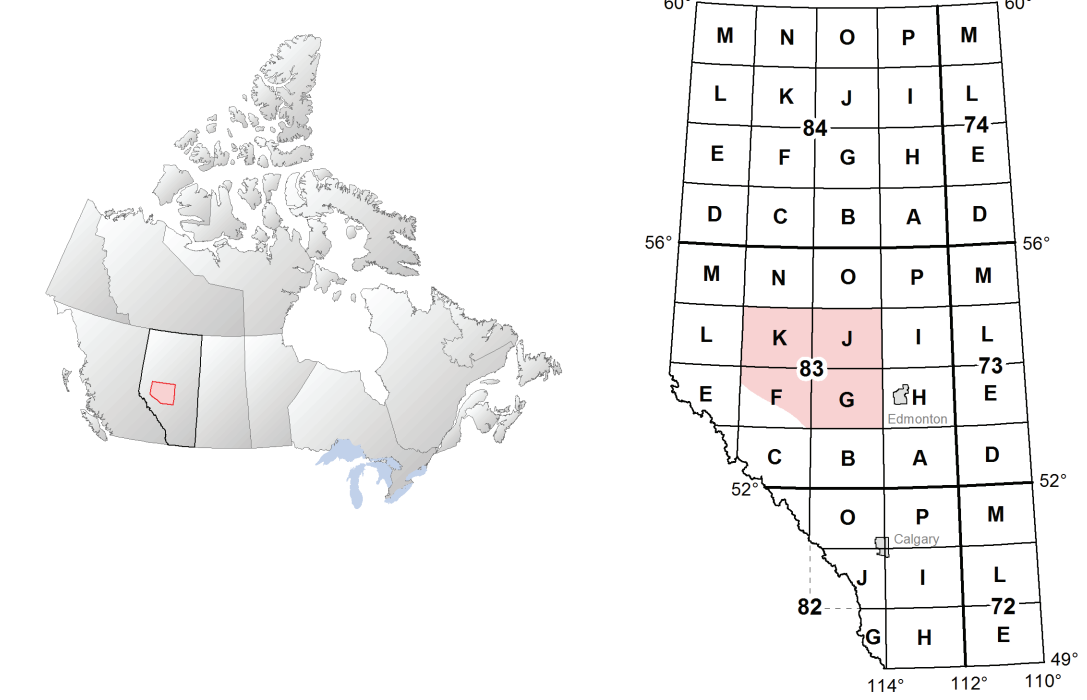 60° 60°
M N O P M
L K J I L
84 74
E F G H E
D C B A D
56° 56°
M N O P M
L K J I L
83 73
E F G H E
Edmonton
C B A D
52° 52°
O P M
Calgary
J I L
82 72
G H E
49°
114° 112° 110°